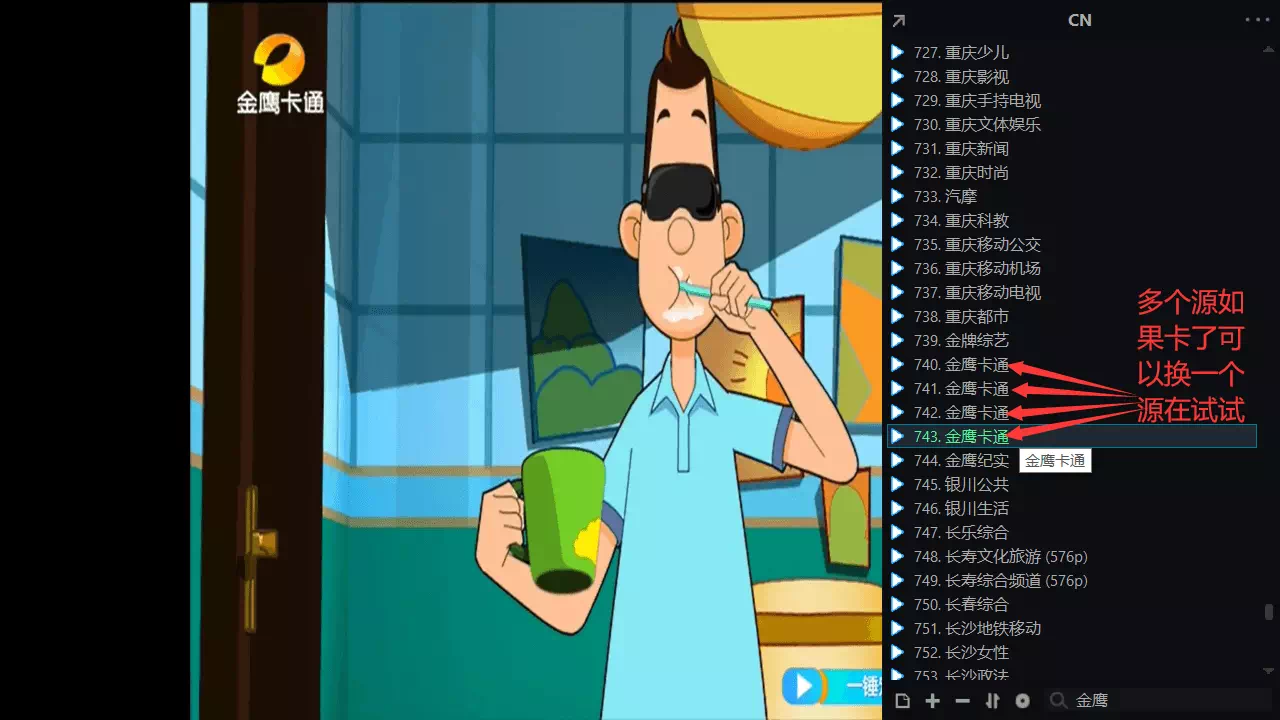 金鹰卡通
CN
727. 重庆少儿
728. 重庆影视
729. 重庆手持电视
730. 重庆文体娱乐
731. 重庆新闻
732. 重庆时尚
733. 汽摩
734. 重庆科教
735. 重庆移动公交
736. 重庆移动机场
737. 重庆移动电视
738. 重庆都市
739. 金牌综艺
740. 金鹰卡通
741. 金鹰卡通
742. 金鹰卡通
743. 金鹰卡通
744. 金鹰纪实
745. 银川公共
746. 银川生活
747. 长乐综合
748. 长寿文化旅游 (576p)
749. 长寿综合频道 (576p)
750. 长春综合
751. 长沙地铁移动
752. 长沙女性
753. 长沙政法
多个源如
果卡了可
以换一个
源在试试
金鹰卡通
一锤
金鹰